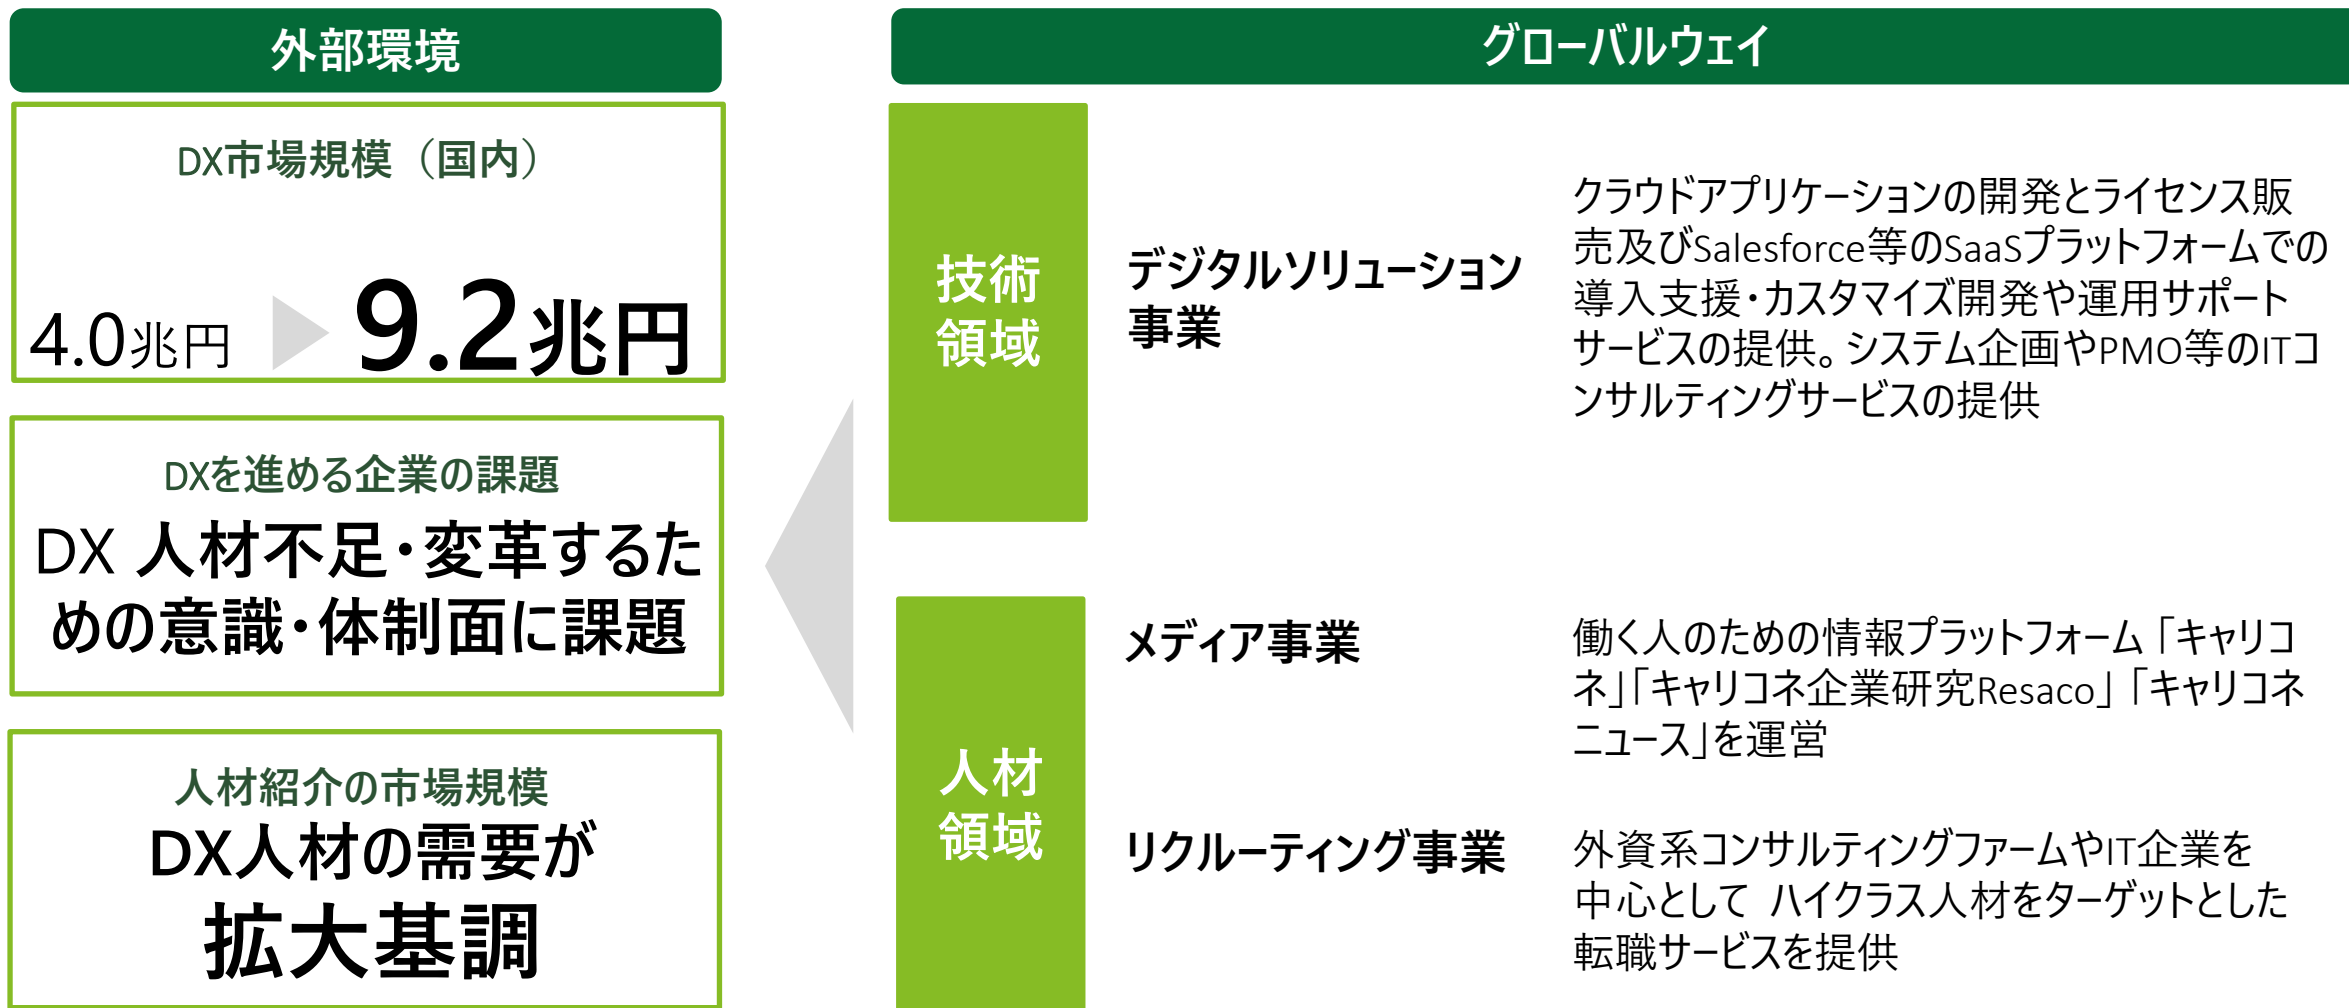 外部環境
DX市場規模（国内）
4.0兆円 9.2兆円
DXを進める企業の課題
DX 人材不足・変革するた
めの意識・体制面に課題
人材紹介の市場規模
DX人材の需要が
拡大基調
グローバルウェイ
技術
領域
デジタルソリューション
事業
クラウドアプリケーションの開発とライセンス販
売及びSalesforce等のSaaSプラットフォームでの
導入支援・カスタマイズ開発や運用サポート
サービスの提供。システム企画やPMO等のITコ
ンサルティングサービスの提供
人材
領域
メディア事業
働く人のための情報プラットフォーム「キャリコ
ネ」「キャリコネ企業研究Resaco」「キャリコネ
ニュース」を運営
リクルーティング事業
外資系コンサルティングファームやIT企業を
中心として ハイクラス人材をターゲットとした
転職サービスを提供